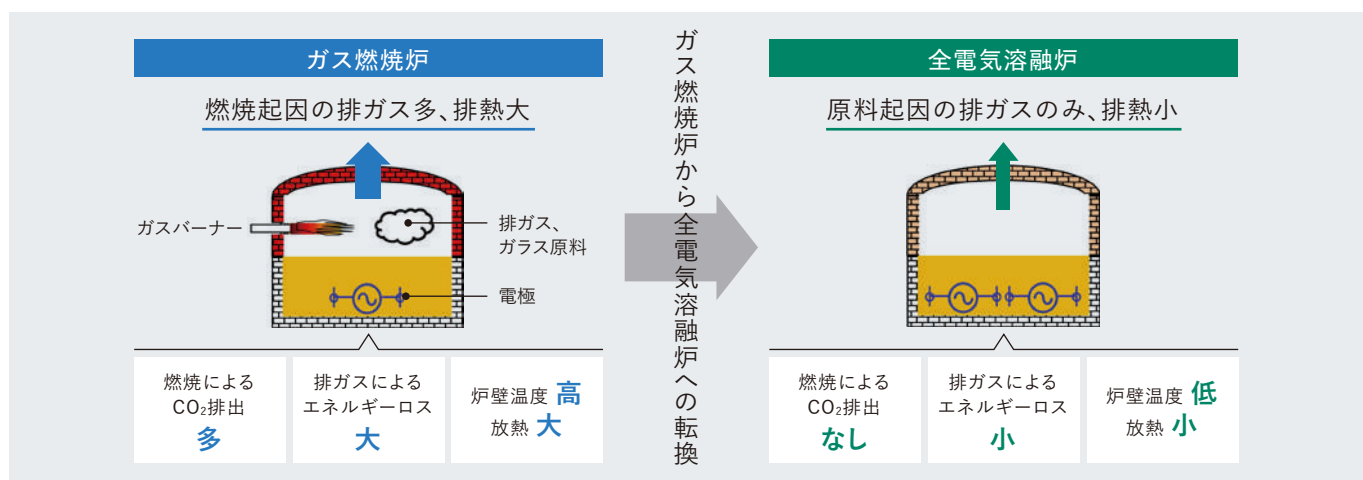 ガス燃焼炉
燃焼起因の排ガス多、排熱大
ガスバーナー
排ガス、
ガラス原料
電極
燃焼による
CO₂排出
多
排ガスによる
エネルギーロス
大
炉壁温度 高
放熱 大
ガス燃焼炉から全電気溶融炉への転換
全電気溶融炉
原料起因の排ガスのみ、排熱小
燃焼による
CO₂排出
なし
排ガスによる
エネルギーロス
小
炉壁温度 低
放熱 小